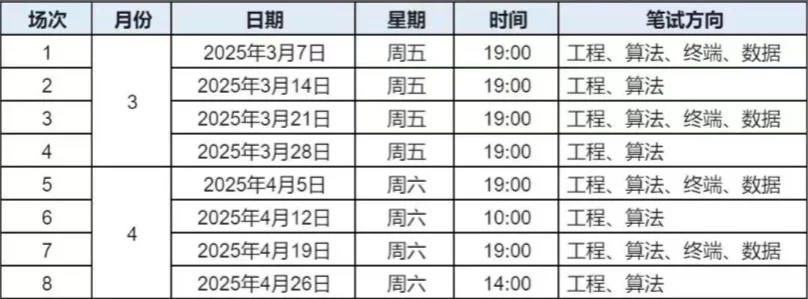 场次 月份 日期 星期 时间 笔试方向
1 2025年3月7日 周五 19:00 工程、算法、终端、数据
2 2025年3月14日 周五 19:00 工程、算法
3
3 2025年3月21日 周五 19:00 工程、算法、终端、数据
4 2025年3月28日 周五 19:00 工程、算法
5 2025年4月5日 周六 19:00 工程、算法、终端、数据
6 2025年4月12日 周六 10:00 工程、算法
4
7 2025年4月19日 周六 19:00 工程、算法、终端、数据
8 2025年4月26日 周六 14:00 工程、算法